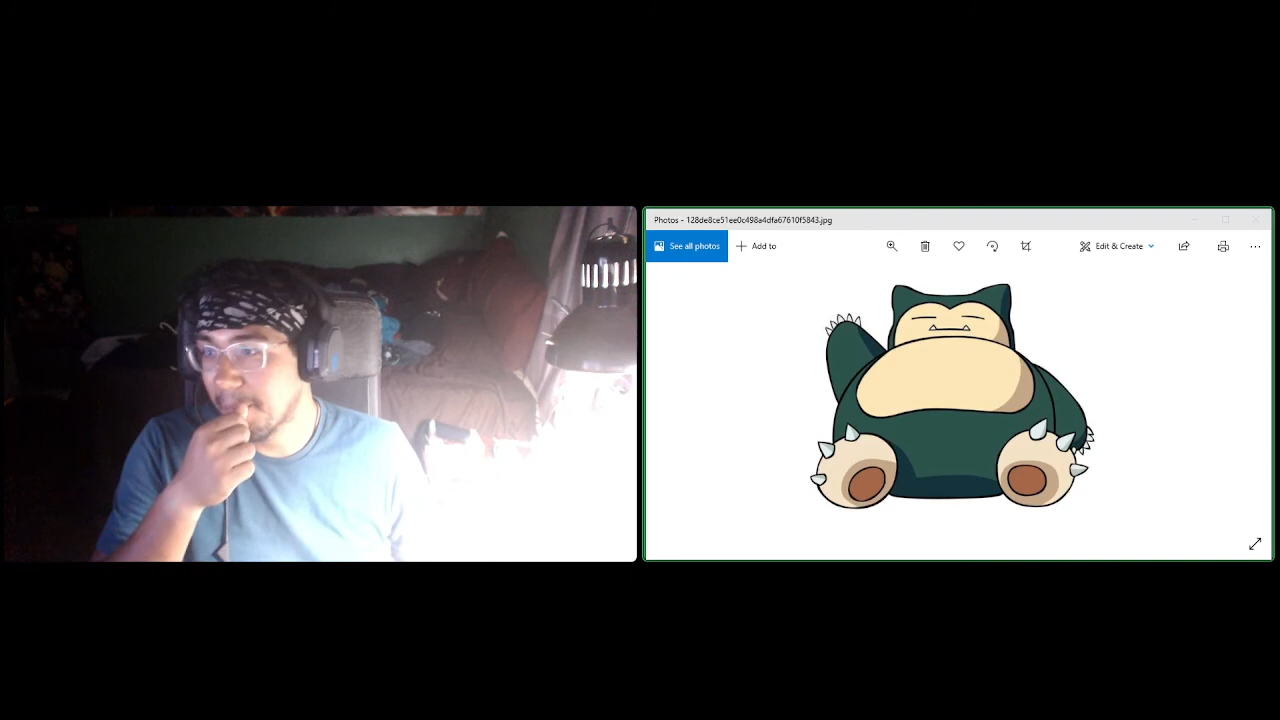 Photos - 128de8ce51ee0c498a4dfa67610f5843.jpg
See all photos
Add to
Edit & Create